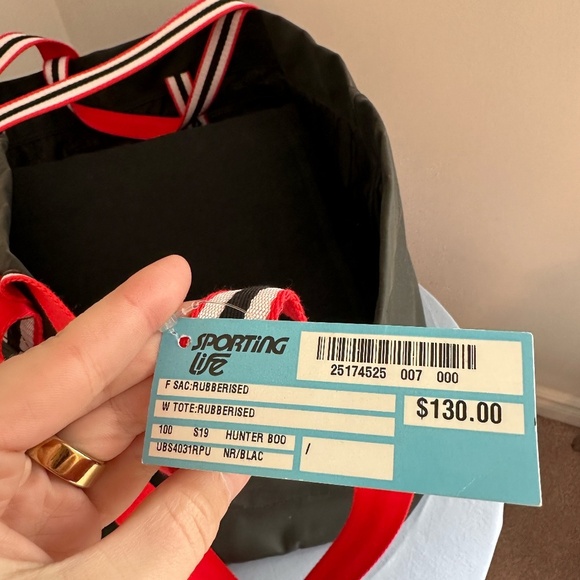 SPORTING
life
25174525 007 000
F SAC:RUBBERISED
W TOTE:RUBBERISED
$130.00
100 S19 HUNTER BOO
UBS4031RPU NR/BLAC
/